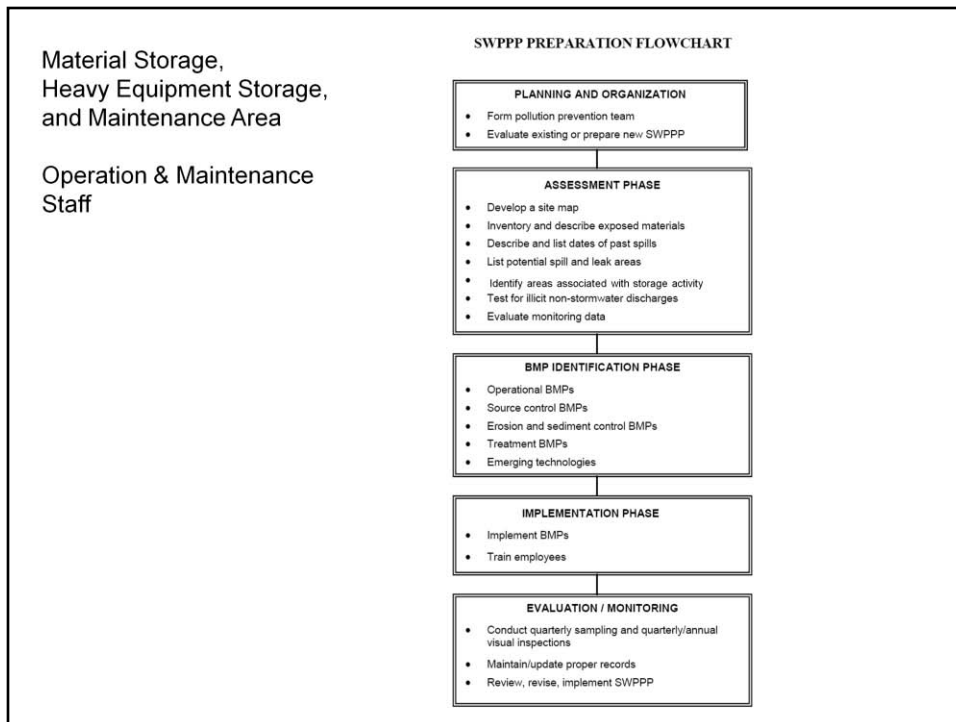 Material Storage,
Heavy Equipment Storage,
and Maintenance Area
Operation & Maintenance
Staff
SWPPP PREPARATION FLOWCHART
PLANNING AND ORGANIZATION
• Form pollution prevention team
• Evaluate existing or prepare new SWPPP
ASSESSMENT PHASE
• Develop a site map
• Inventory and describe exposed materials
• Describe and list dates of past spills
• List potential spill and leak areas
• Identify areas associated with storage activity
• Test for illicit non-stormwater discharges
• Evaluate monitoring data
BMP IDENTIFICATION PHASE
• Operational BMPs
• Source control BMPs
• Erosion and sediment control BMPs
• Treatment BMPs
• Emerging technologies
IMPLEMENTATION PHASE
• Implement BMPs
• Train employees
EVALUATION / MONITORING
• Conduct quarterly sampling and quarterly/annual
visual inspections
• Maintain/update proper records
• Review, revise, implement SWPPP